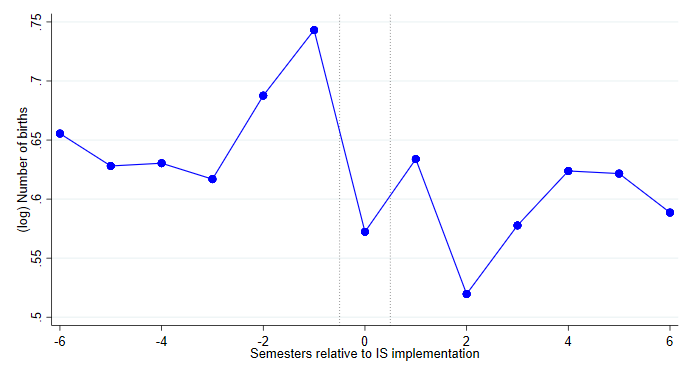 (log) Number of births
.75
.7
.65
.6
.55
.5
-6 -4 -2 0 2 4 6
Semesters relative to IS implementation